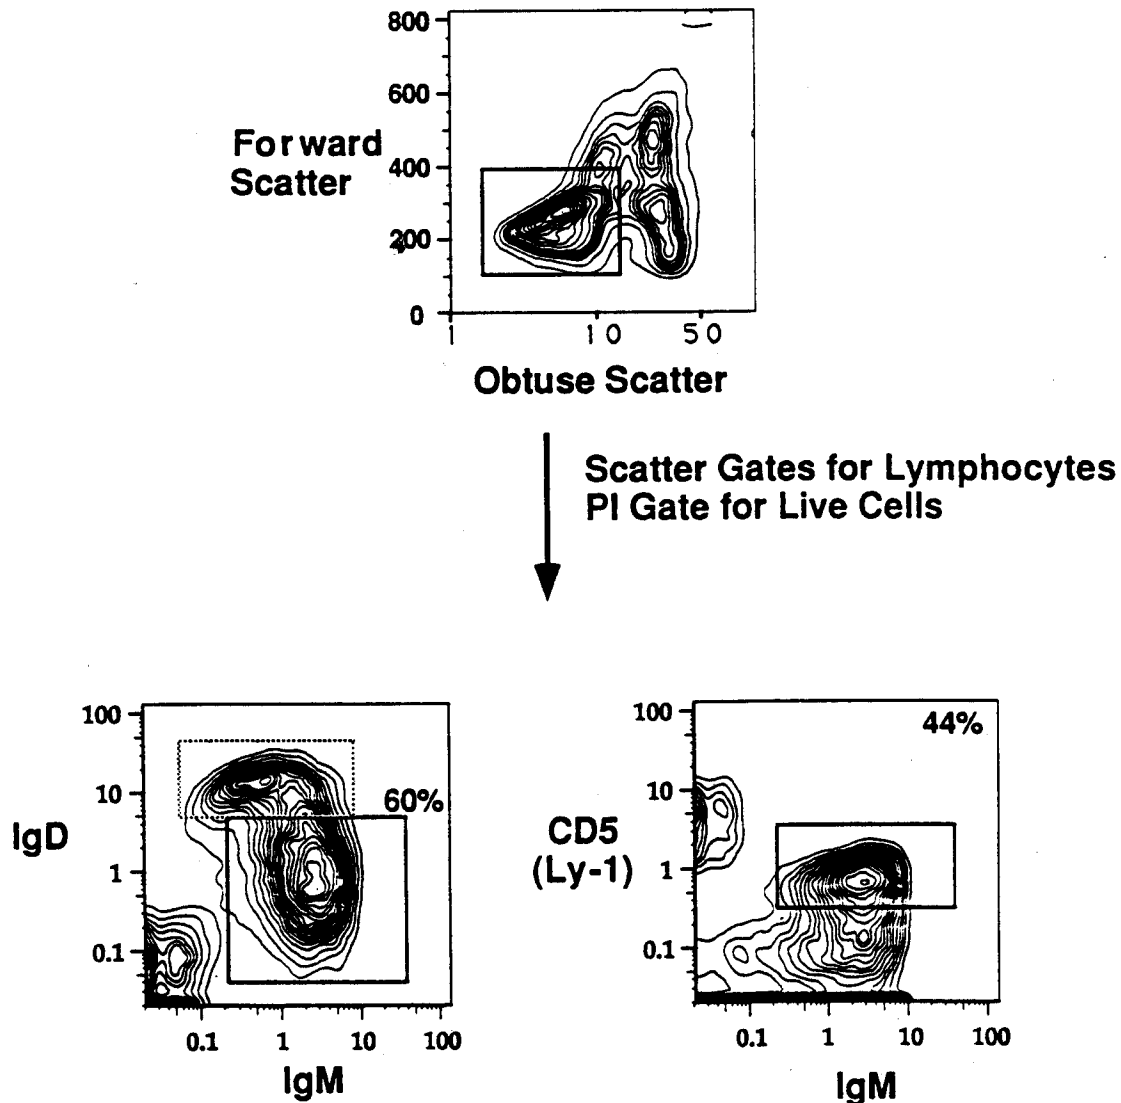 800
600
Forward
Scatter
400
200
0
1
10
50
Obtuse Scatter
Scatter Gates for Lymphocytes
PI Gate for Live Cells
100
10
60%
IgD
1
0.1
0.1
1
10
100
IgM
100
44%
10
CD5
(Ly-1)
1
0.1
0.1
1
10
100
IgM